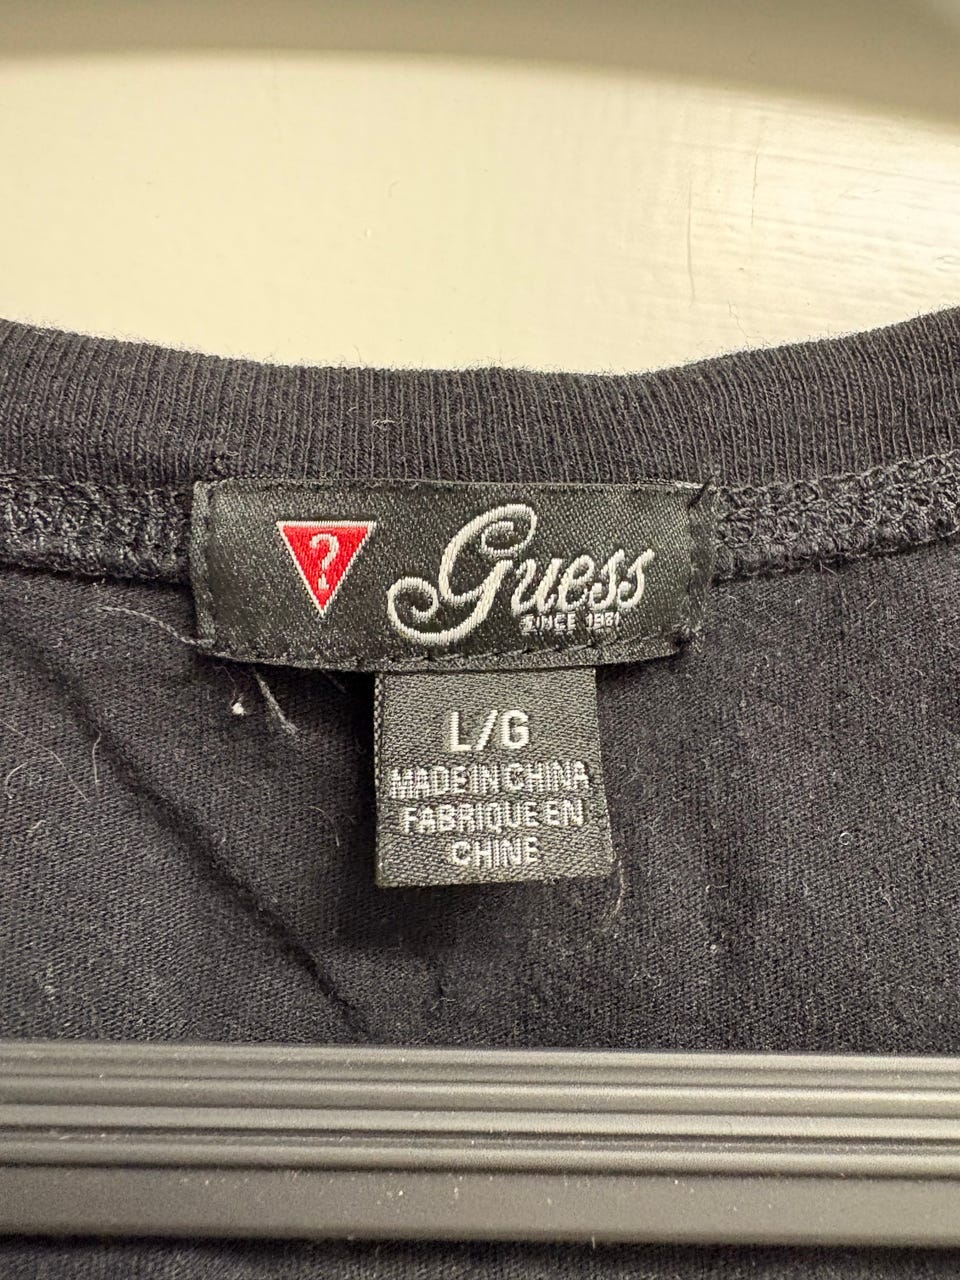 ?
Guess
SINCE 1981
L/G
MADE IN CHINA
FABRIQUE EN
CHINE